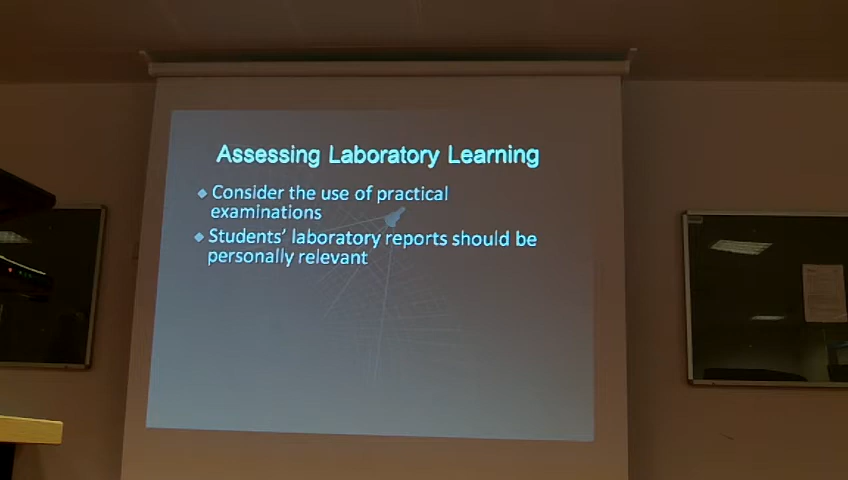 Assessing Laboratory Learning
Consider the use of practical
examinations
Students' laboratory reports should be
personally relevant